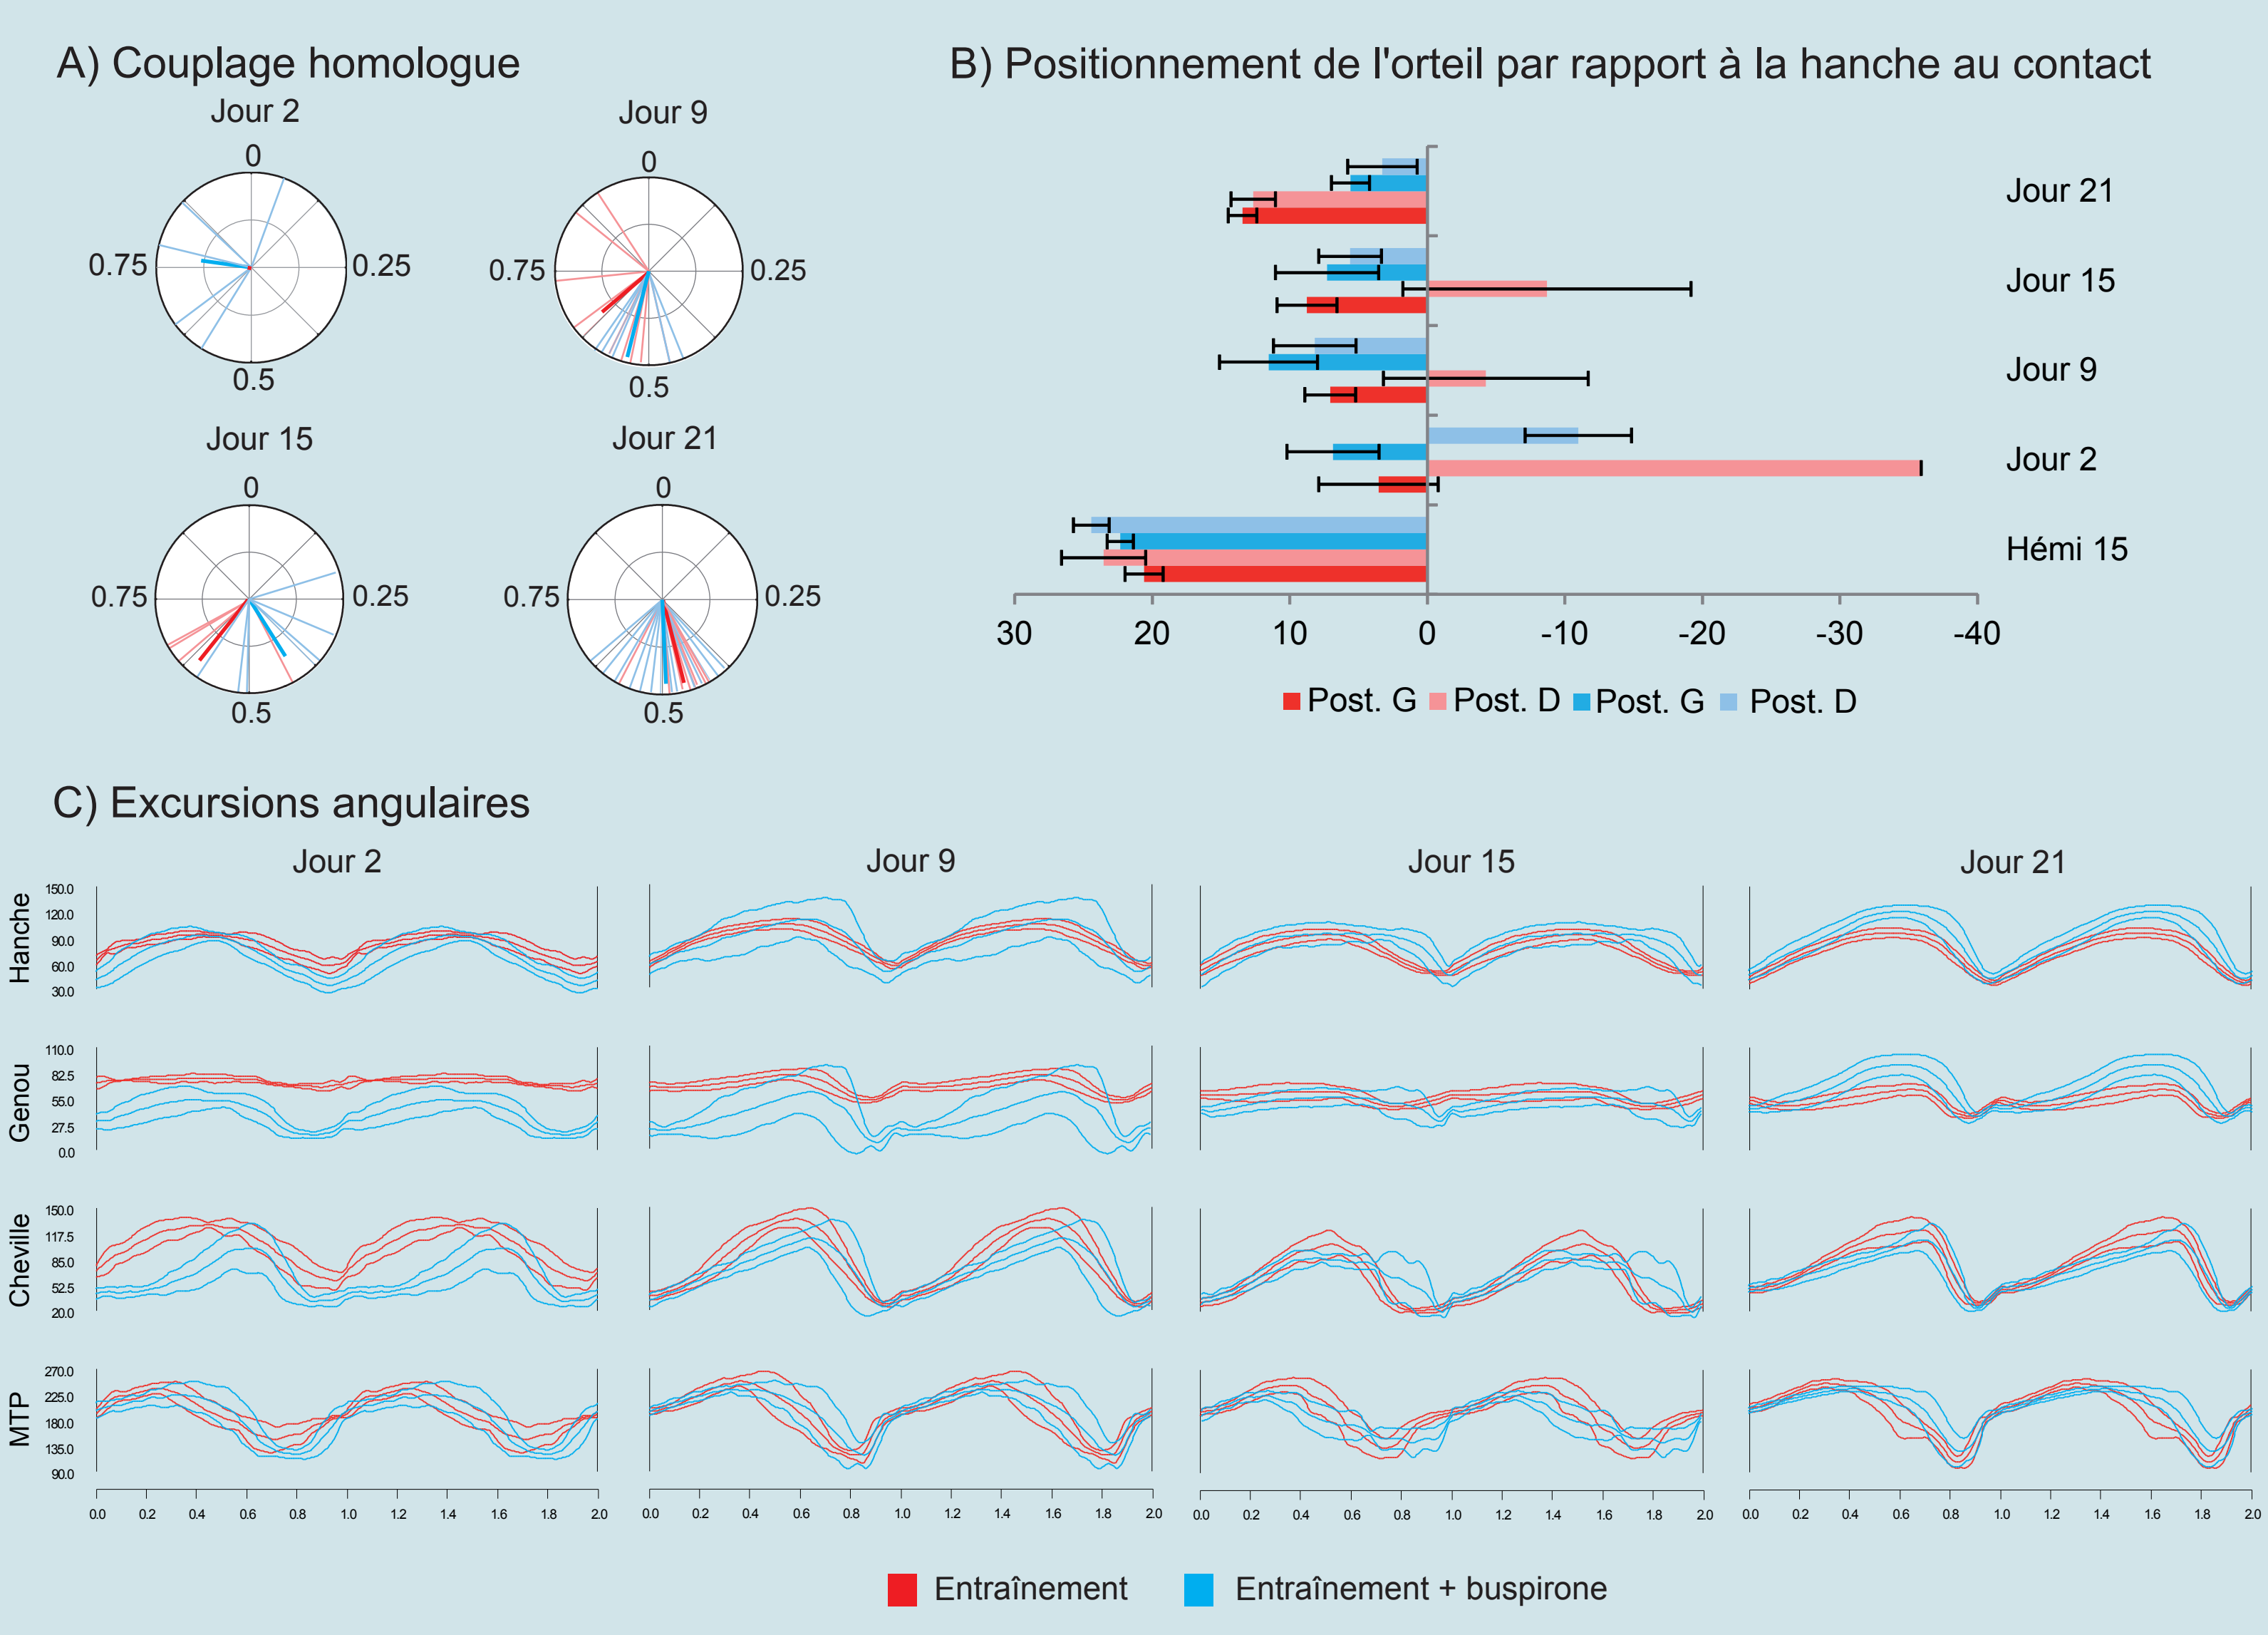 A) Couplage homologue
Jour 2
Jour 9
0
0
0.75
0.25
0.75
0.25
0.5
0.5
Jour 15
Jour 21
0
0
0.75
0.25
0.75
0.25
0.5
0.5
B) Positionnement de l'orteil par rapport à la hanche au contact
Jour 21
Jour 15
Jour 9
Jour 2
Hémi 15
30 20 10 0 -10 -20 -30 -40
Post. G Post. D Post. G Post. D
C) Excursions angulaires
Jour 2 Jour 9 Jour 15 Jour 21
Hanche
150.0
120.0
90.0
60.0
30.0
Genou
110.0
82.5
55.0
27.5
0.0
Cheville
150.0
117.5
85.0
52.5
20.0
MTP
270.0
225.0
180.0
135.0
90.0
0.0 0.2 0.4 0.6 0.8 1.0 1.2 1.4 1.6 1.8 2.0
0.0 0.2 0.4 0.6 0.8 1.0 1.2 1.4 1.6 1.8 2.0
0.0 0.2 0.4 0.6 0.8 1.0 1.2 1.4 1.6 1.8 2.0
0.0 0.2 0.4 0.6 0.8 1.0 1.2 1.4 1.6 1.8 2.0
Entraînement Entraînement + buspirone